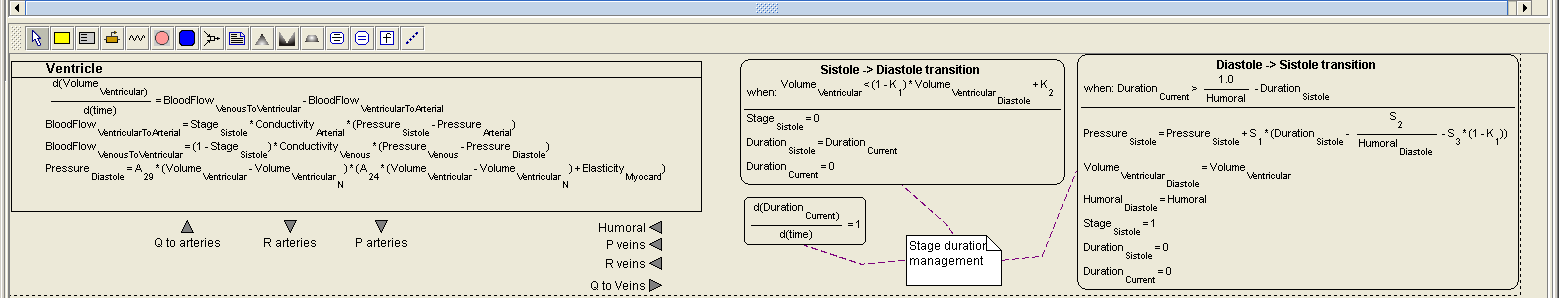 Ventricle
d(Volume Ventricular) / d(time) = BloodFlow VenousToVentricular - BloodFlow VentricularToArterial
BloodFlow VentricularToArterial = Stage Sistole * Conductivity Arterial * (Pressure Sistole - Pressure Arterial)
BloodFlow VenousToVentricular = (1 - Stage Sistole) * Conductivity Venous * (Pressure Venous - Pressure Diastole)
Pressure Diastole = A 29 * (Volume Ventricular - Volume Ventricular N) * (A 24 * (Volume Ventricular - Volume Ventricular N) + Elasticity Myocard)
Q to arteries
R arteries
P arteries
Humoral
P veins
R veins
Q to Veins
Sistole -> Diastole transition
when: Volume Ventricular < (1 - K 1) * Volume Ventricular Diastole + K 2
Stage Sistole = 0
Duration Sistole = Duration Current
Duration Current = 0
d(Duration Current) / d(time) = 1
Stage duration
management
Diastole -> Sistole transition
when: Duration Current > 1.0 / Humoral - Duration Sistole
Pressure Sistole = Pressure Sistole + S 1 * (Duration Sistole - S 2 / Humoral Diastole - S 3 * (1 - K 1))
Volume Ventricular Diastole = Volume Ventricular
Humoral Diastole = Humoral
Stage Sistole = 1
Duration Sistole = 0
Duration Current = 0